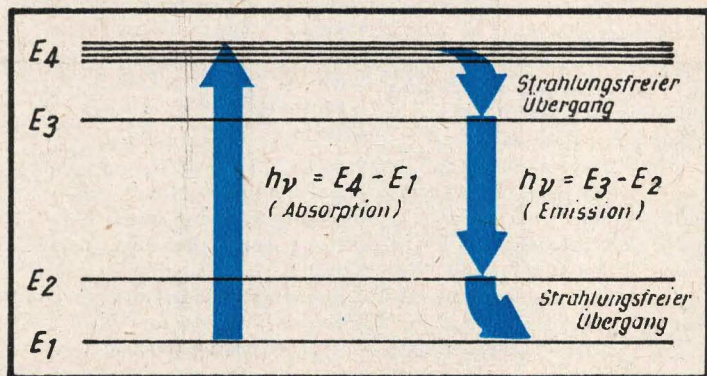 E4
Strahlungsfreier
Übergang
E3
hν = E4 - E1
(Absorption)
hν = E3 - E2
(Emission)
E2
Strahlungsfreier
Übergang
E1